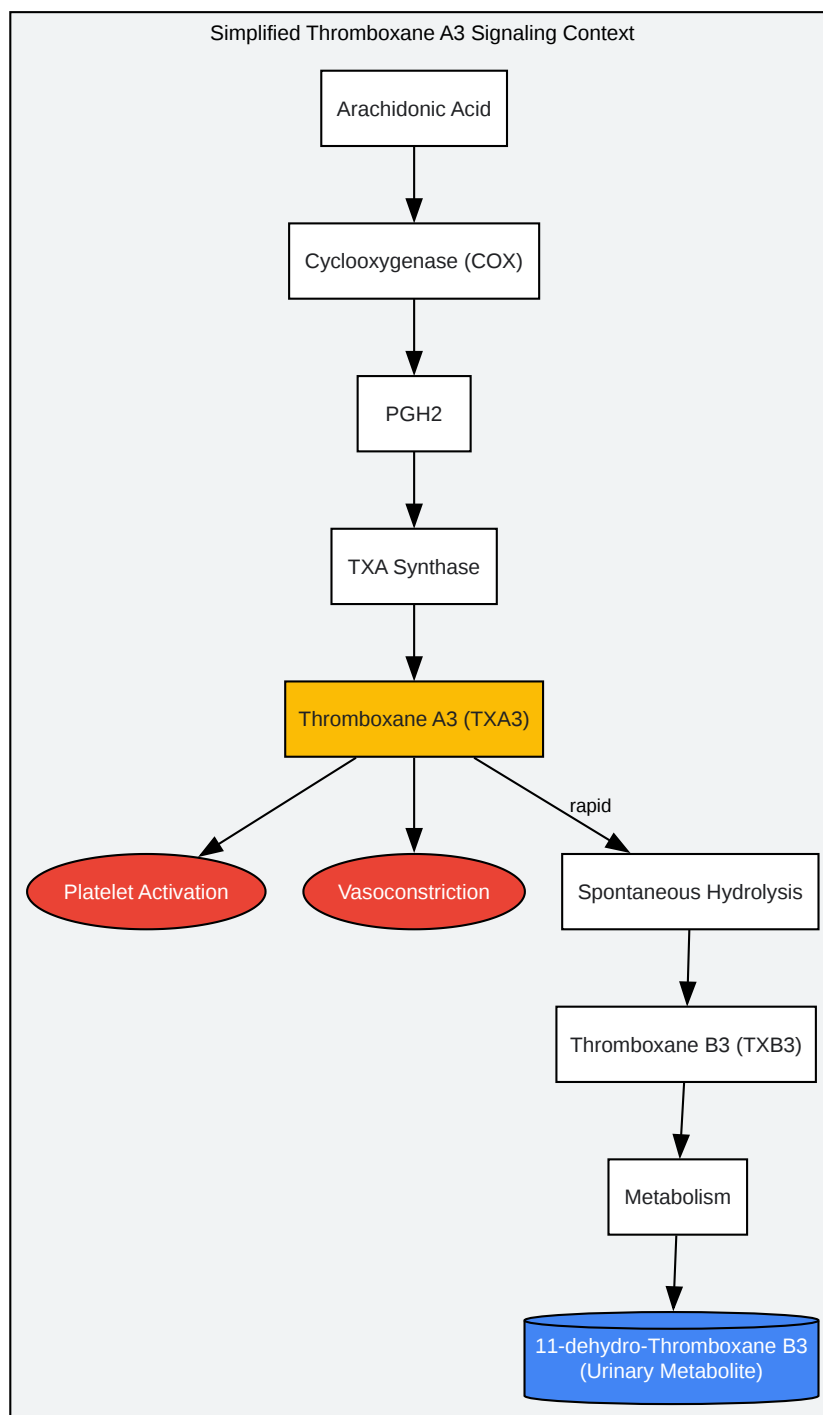 Simplified Thromboxane A3 Signaling Context
Arachidonic Acid
Cyclooxygenase (COX)
PGH2
TXA Synthase
Thromboxane A3 (TXA3)
rapid
Platelet Activation
Vasoconstriction
Spontaneous Hydrolysis
Thromboxane B3 (TXB3)
Metabolism
11-dehydro-Thromboxane B3
(Urinary Metabolite)